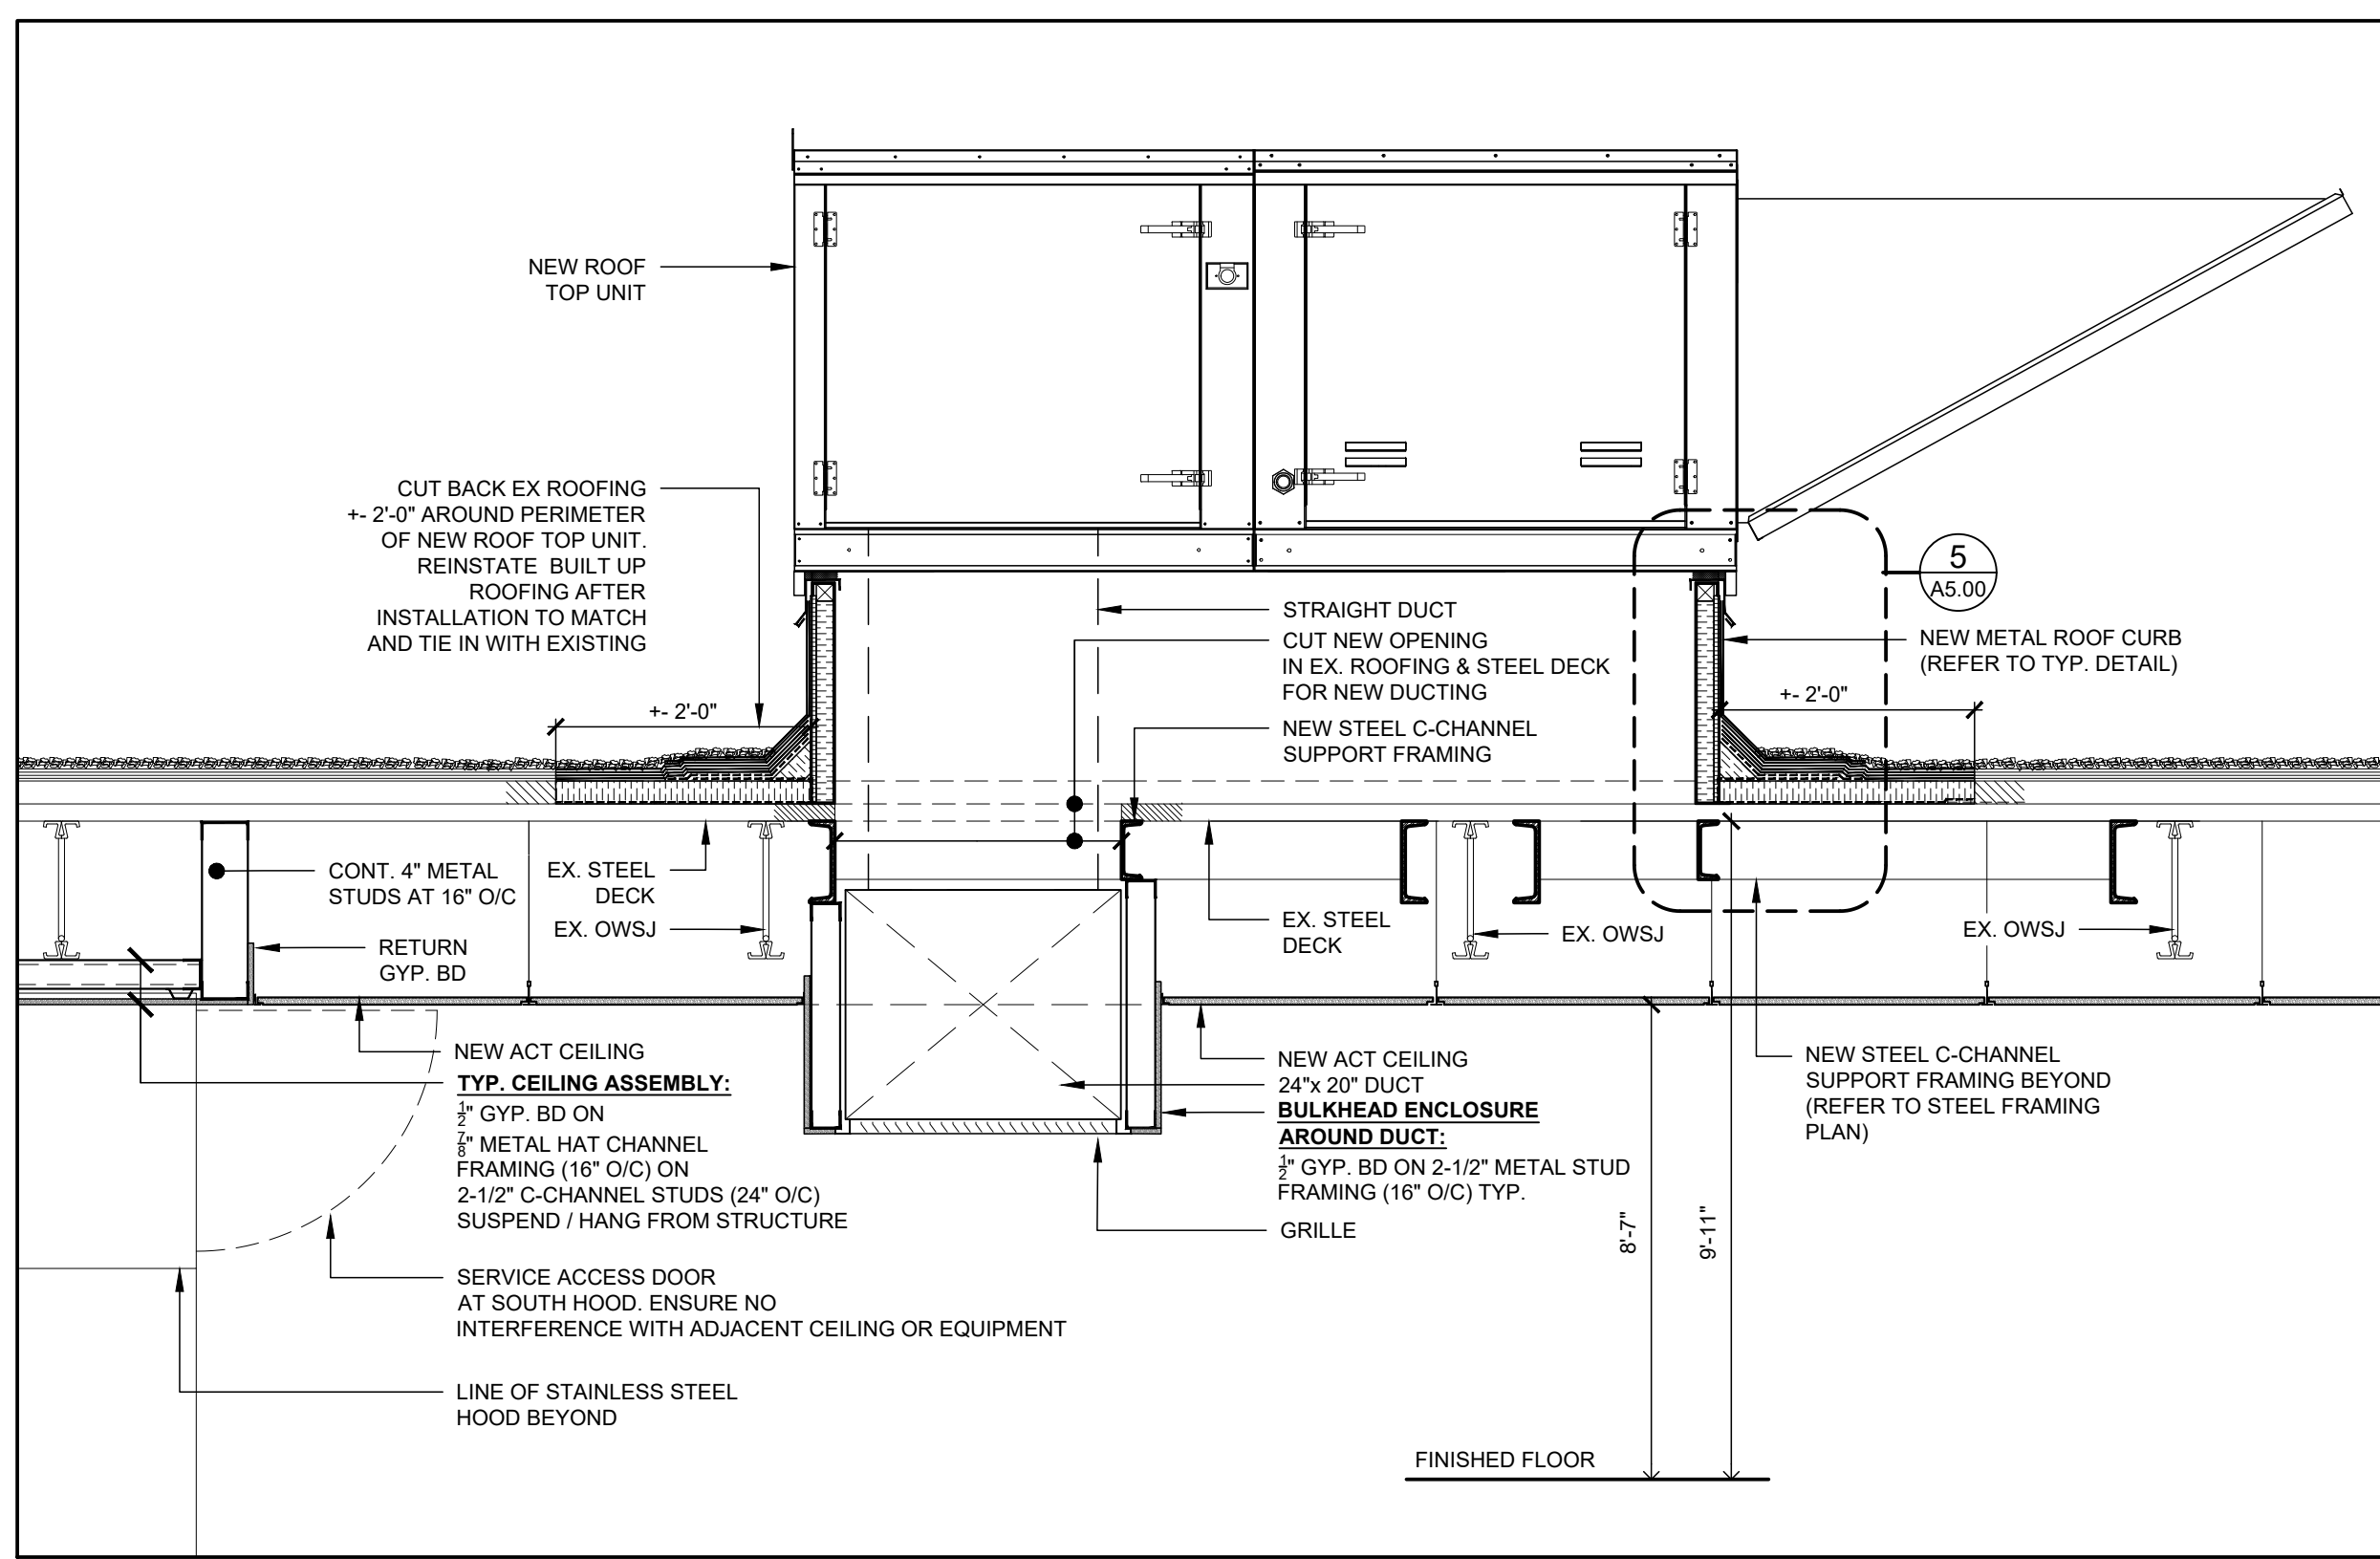 NEW ROOF
TOP UNIT
CUT BACK EX ROOFING
+- 2'-0" AROUND PERIMETER
OF NEW ROOF TOP UNIT.
REINSTATE BUILT UP
ROOFING AFTER
INSTALLATION TO MATCH
AND TIE IN WITH EXISTING
+- 2'-0"
5
A5.00
STRAIGHT DUCT
CUT NEW OPENING
IN EX. ROOFING & STEEL DECK
FOR NEW DUCTING
NEW STEEL C-CHANNEL
SUPPORT FRAMING
NEW METAL ROOF CURB
(REFER TO TYP. DETAIL)
+- 2'-0"
CONT. 4" METAL
STUDS AT 16" O/C
RETURN
GYP. BD
EX. STEEL
DECK
EX. OWSJ
EX. STEEL
DECK
EX. OWSJ
EX. OWSJ
NEW ACT CEILING
TYP. CEILING ASSEMBLY:
1/2" GYP. BD ON
7/8" METAL HAT CHANNEL
FRAMING (16" O/C) ON
2-1/2" C-CHANNEL STUDS (24" O/C)
SUSPEND / HANG FROM STRUCTURE
SERVICE ACCESS DOOR
AT SOUTH HOOD. ENSURE NO
INTERFERENCE WITH ADJACENT CEILING OR EQUIPMENT
LINE OF STAINLESS STEEL
HOOD BEYOND
NEW ACT CEILING
24"x 20" DUCT
BULKHEAD ENCLOSURE
AROUND DUCT:
1/2" GYP. BD ON 2-1/2" METAL STUD
FRAMING (16" O/C) TYP.
GRILLE
8'-7"
9'-11"
NEW STEEL C-CHANNEL
SUPPORT FRAMING BEYOND
(REFER TO STEEL FRAMING
PLAN)
FINISHED FLOOR